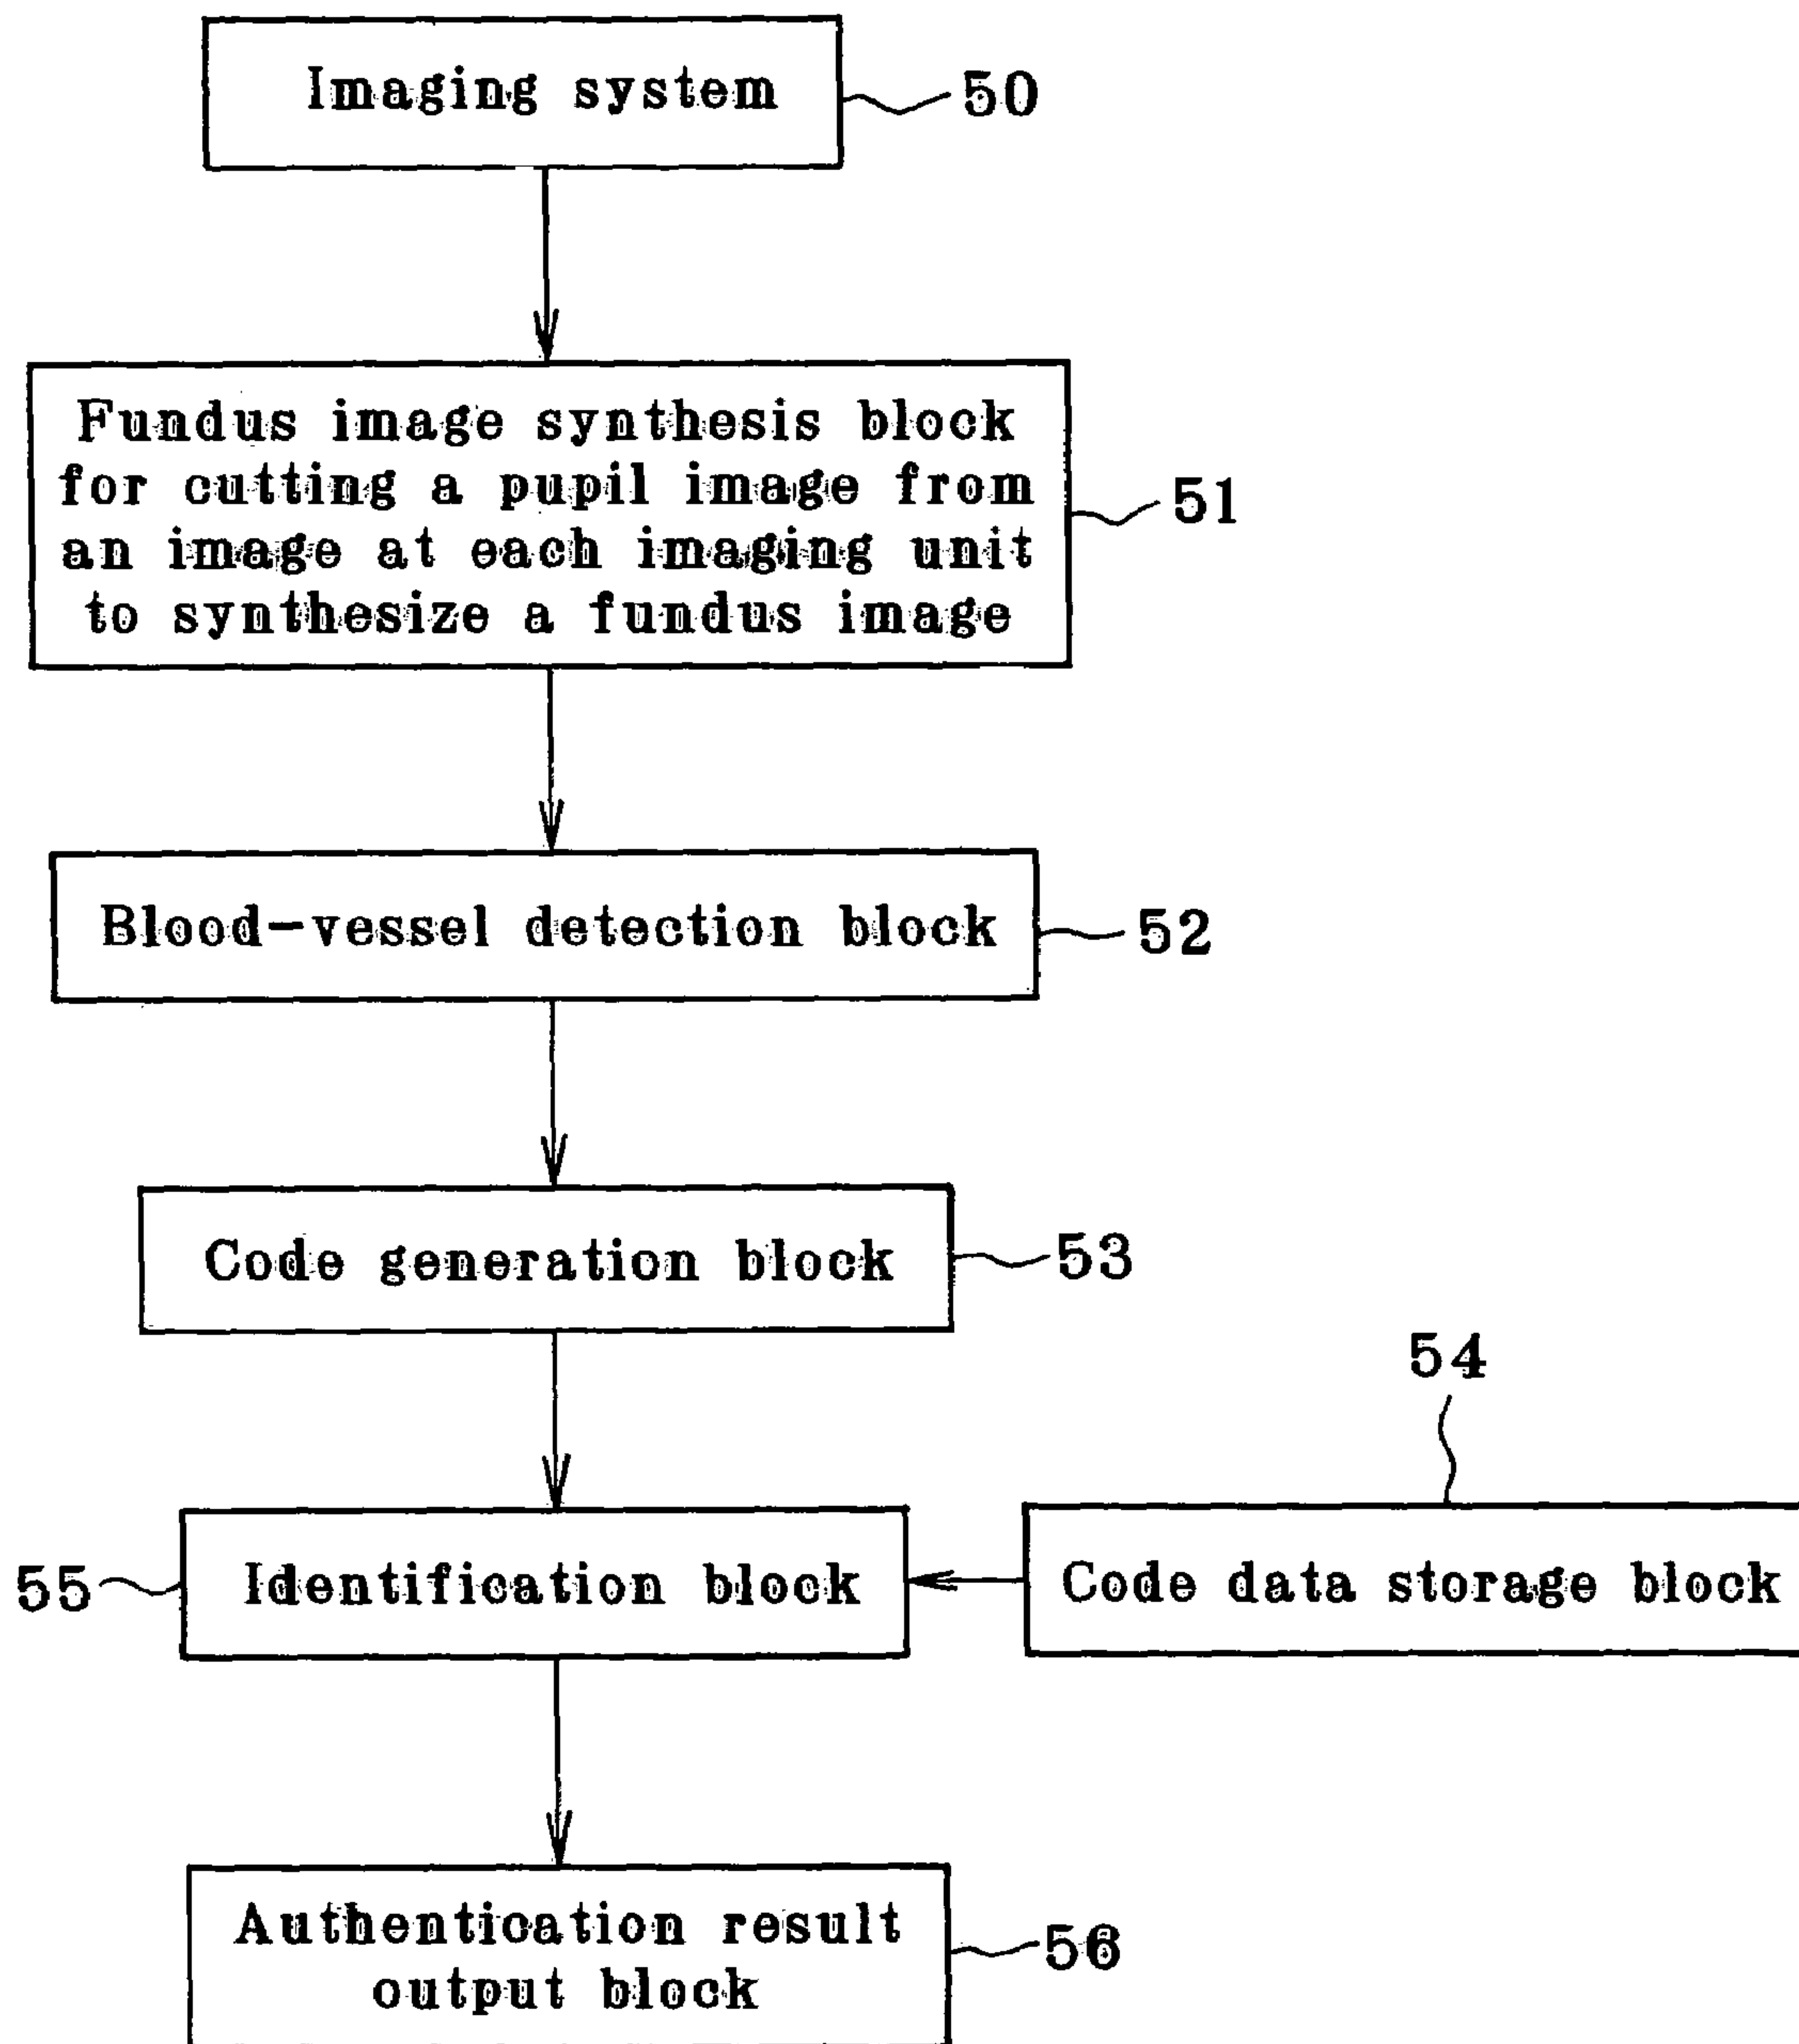 Imaging system
50
Fundus image synthesis block
for cutting a pupil image from
an image at each imaging unit
to synthesize a fundus image
51
Blood-vessel detection block
52
Code generation block
53
54
55
Identification block
Code data storage block
Authentication result
output block
56